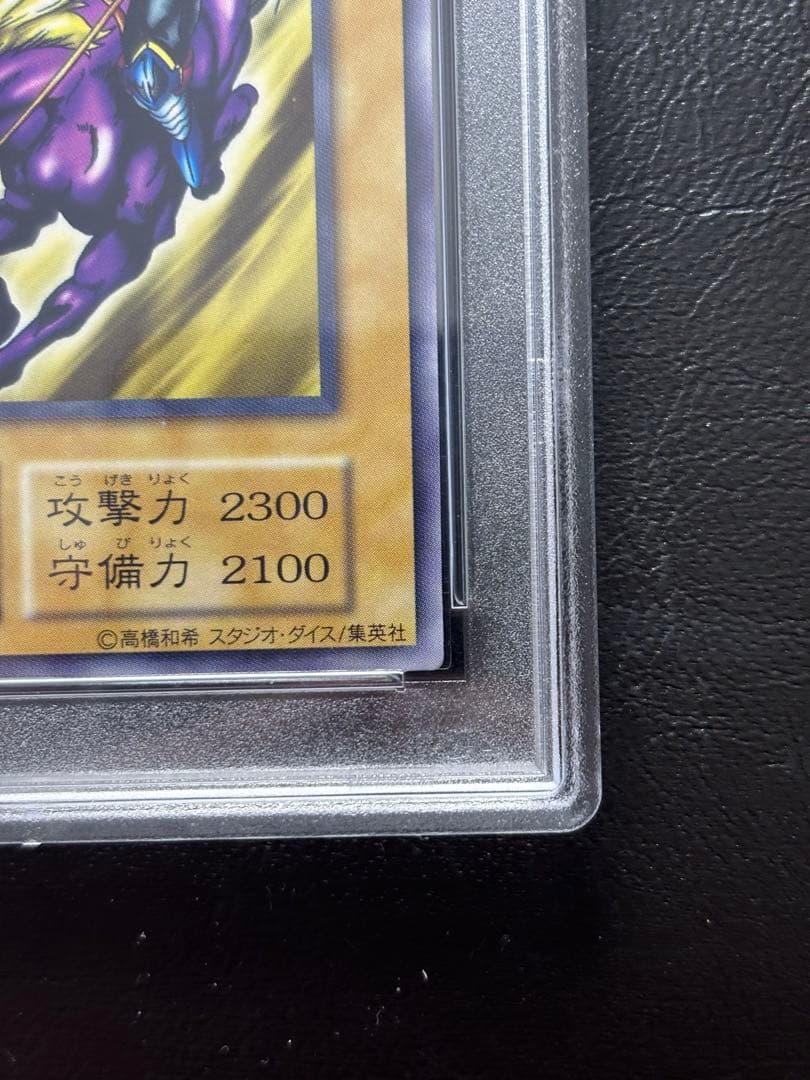 こう げき りょく
攻撃力 2300
しゅ び りょく
守備力 2100
©高橋和希 スタジオ・ダイス/集英社